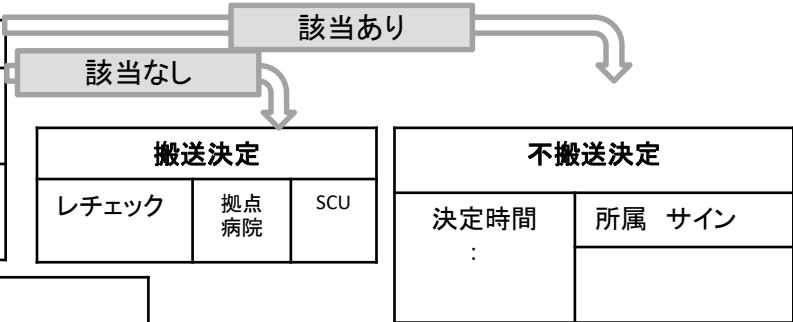 該当あり
該当なし
搬送決定
レチェック
拠点
病院
SCU
不搬送決定
決定時間
:
所属 サイン